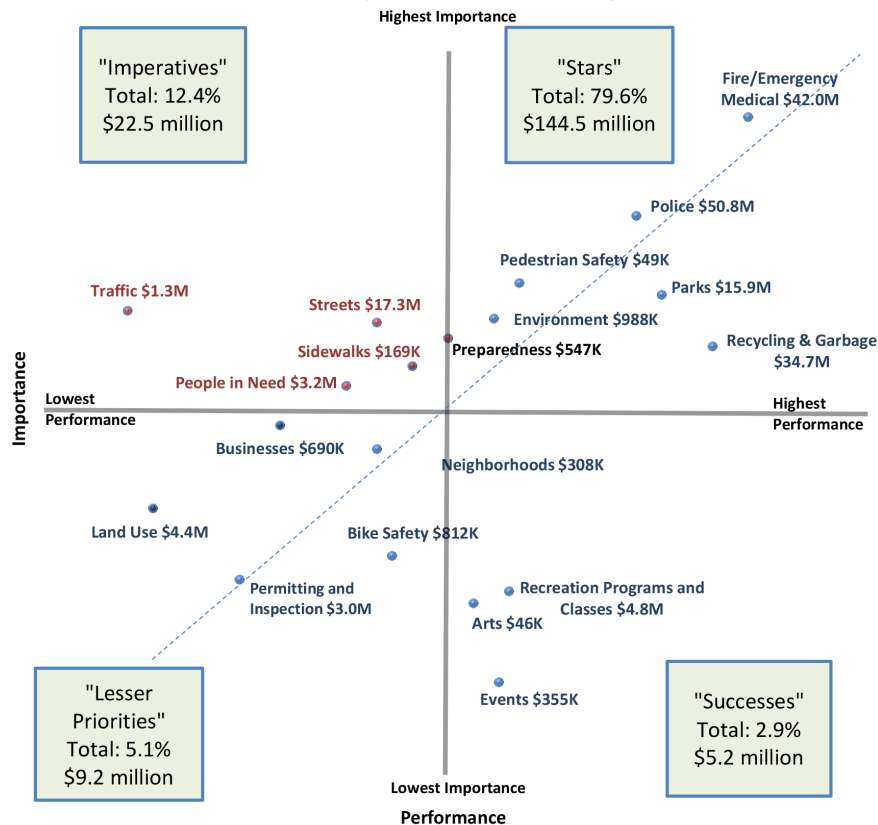 Highest Importance
"Imperatives"
Total: 12.4%
$22.5 million
"Stars"
Total: 79.6%
$144.5 million
Fire/Emergency
Medical $42.0M
Police $50.8M
Pedestrian Safety $49K
Parks $15.9M
Traffic $1.3M
Streets $17.3M
Environment $988K
Recycling & Garbage
$34.7M
Sidewalks $169K
Preparedness $547K
People in Need $3.2M
Importance
Lowest
Performance
Highest
Performance
Businesses $690K
Neighborhoods $308K
Land Use $4.4M
Bike Safety $812K
Permitting and
Inspection $3.0M
Recreation Programs and
Classes $4.8M
Arts $46K
Events $355K
"Lesser
Priorities"
Total: 5.1%
$9.2 million
"Successes"
Total: 2.9%
$5.2 million
Lowest Importance
Performance